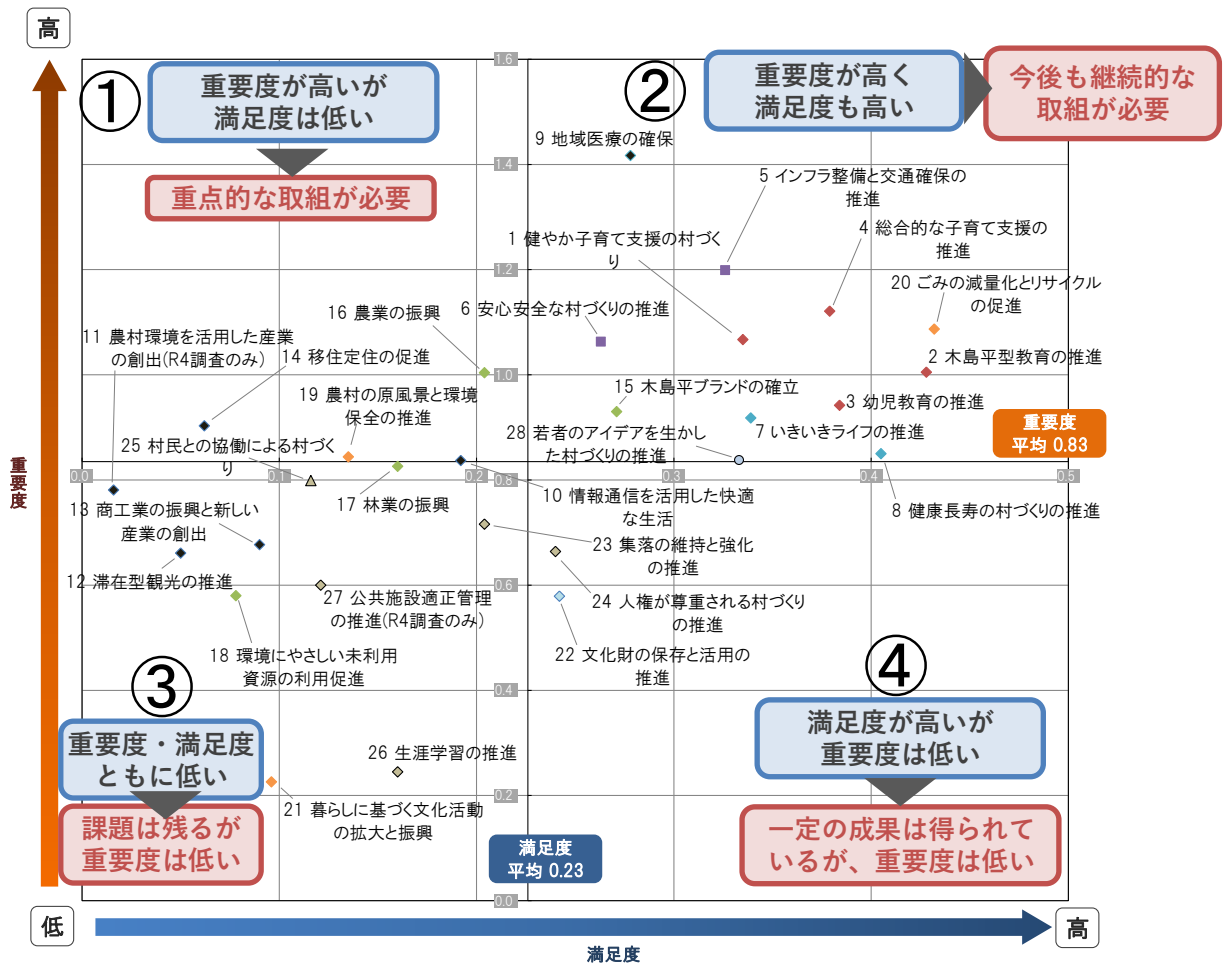 高
1.6
①
重要度が高いが
満足度は低い
重点的な取組が必要
②
重要度が高く
満足度も高い
今後も継続的な
取組が必要
9 地域医療の確保
1.4
5 インフラ整備と交通確保の
推進
1 健やか子育て支援の村づく
り
4 総合的な子育て支援の
推進
1.2
20 ごみの減量化とリサイクル
の促進
16 農業の振興
6 安心安全な村づくりの推進
11 農村環境を活用した産業
の創出(R4調査のみ)
14 移住定住の促進
2 木島平型教育の推進
1.0
19 農村の原風景と環境
保全の推進
15 木島平ブランドの確立
3 幼児教育の推進
25 村民との協働による村づく
り
28 若者のアイデアを生かし
た村づくりの推進
7 いきいきライフの推進
重要度
平均 0.83
重要度
0.0
0.1
0.2
0.3
0.4
0.5
0.8
17 林業の振興
10 情報通信を活用した快適
な生活
8 健康長寿の村づくりの推進
13 商工業の振興と新しい
産業の創出
23 集落の維持と強化
の推進
12 滞在型観光の推進
0.6
27 公共施設適正管理
の推進(R4調査のみ)
24 人権が尊重される村づくり
の推進
18 環境にやさしい未利用
資源の利用促進
22 文化財の保存と活用の
推進
0.4
③
重要度・満足度
ともに低い
課題は残るが
重要度は低い
④
満足度が高いが
重要度は低い
一定の成果は得られて
いるが、重要度は低い
26 生涯学習の推進
0.2
21 暮らしに基づく文化活動
の拡大と振興
満足度
平均 0.23
0.0
低
高
満足度